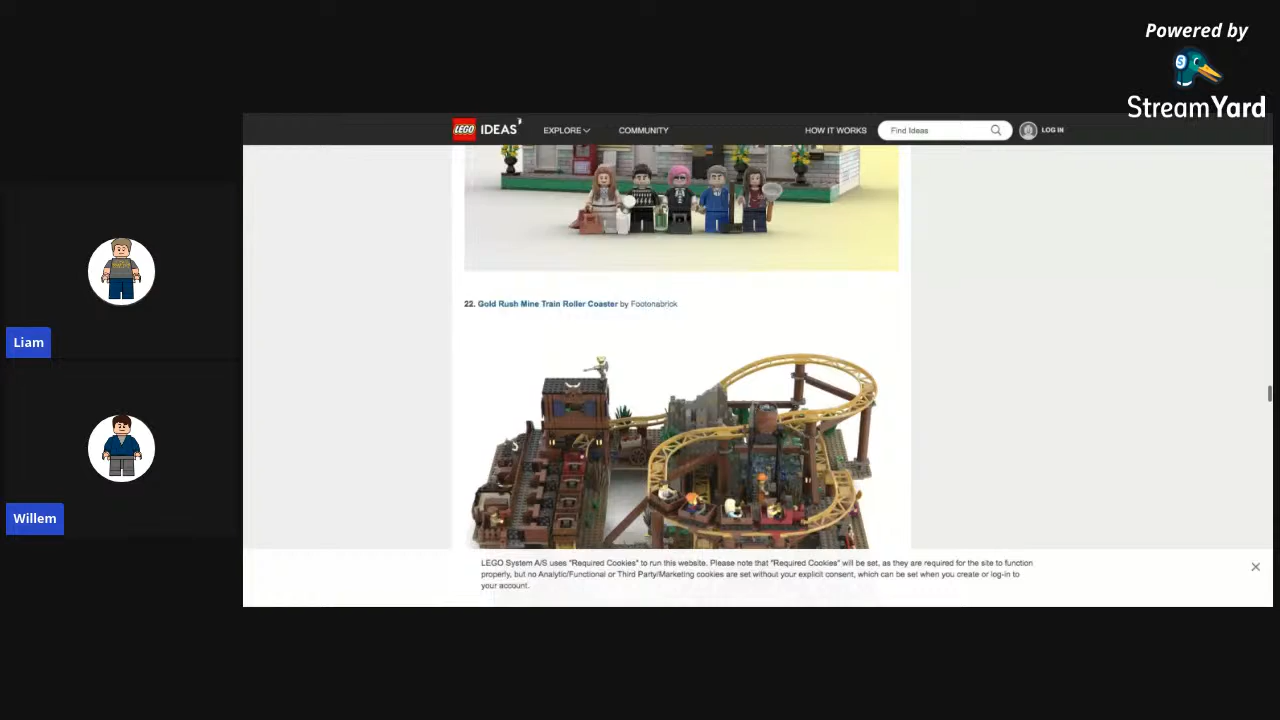 Powered by
StreamYard
LEGO IDEAS EXPLORE COMMUNITY HOW IT WORKS Find Ideas LOG IN
22. Gold Rush Mine Train Roller Coaster by Footonabrick
Liam
Willem
LEGO System A/S uses "Required Cookies" to run this website. Please note that "Required Cookies" will be set, as they are required for the site to function
properly, but no Analytic/Functional or Third Party/Marketing cookies are set without your explicit consent, which can be set when you create or log-in to
your account.